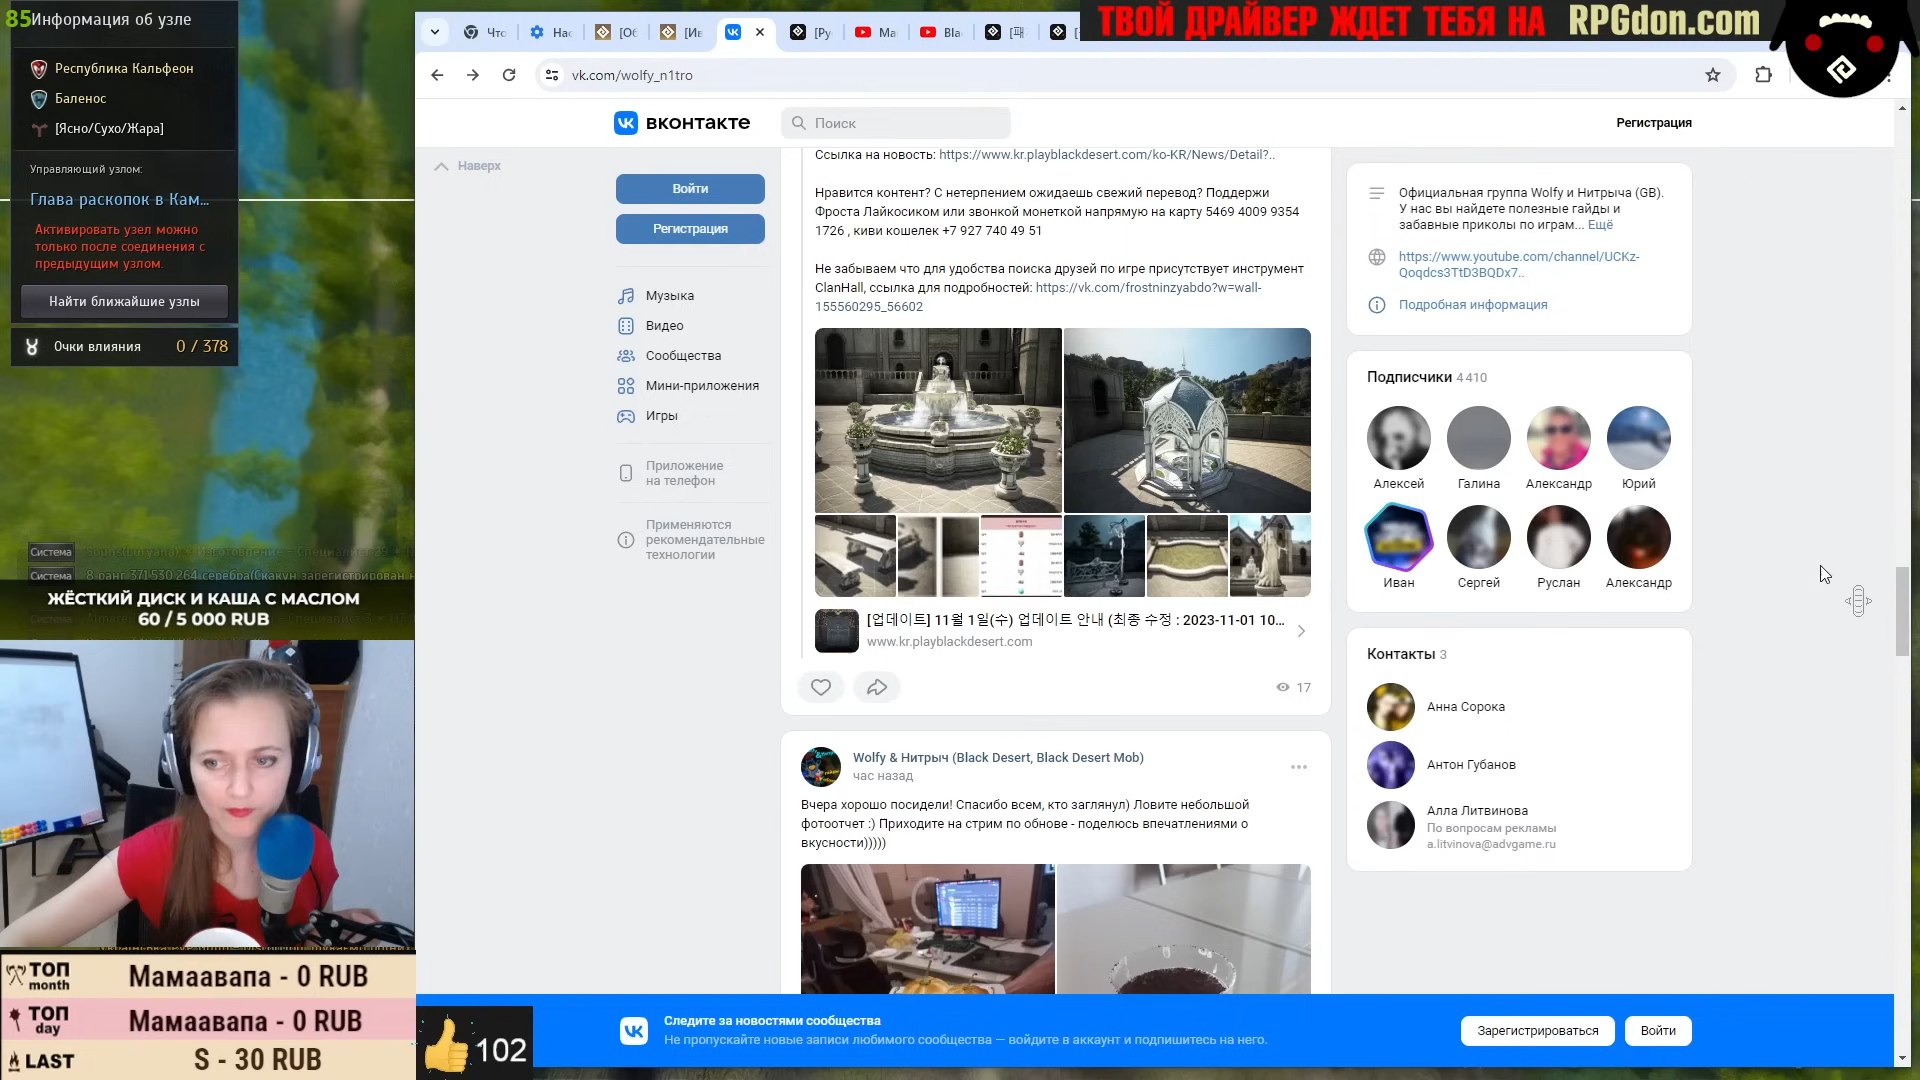 85
Информация об узле
Республика Кальфеон
Баленос
[Ясно/Сухо/Жара]
Управляющий узлом:
Глава раскопок в Кам...
Активировать узел можно
только после соединения с
предыдущим узлом.
Найти ближайшие узлы
Очки влияния 0 / 378
Система
Система
8 ранг 371 530 264 серебра
ЖЁСТКИЙ ДИСК И КАША С МАСЛОМ
60 / 5 000 RUB
ТОП month Мамаавапа - 0 RUB
ТОП day Мамаавапа - 0 RUB
LAST S - 30 RUB
102
ТВОЙ ДРАЙВЕР ЖДЕТ ТЕБЯ НА RPGdon.com
vk.com/wolfy_n1tro
вконтакте
Поиск
Регистрация
Наверх
Войти
Регистрация
Музыка
Видео
Сообщества
Мини-приложения
Игры
Приложение
на телефон
Применяются
рекомендательные
технологии
Ссылка на новость: https://www.kr.playblackdesert.com/ko-KR/News/Detail?..
Нравится контент? С нетерпением ожидаешь свежий перевод? Поддержи
Фроста Лайкосиком или звонкой монеткой напрямую на карту 5469 4009 9354
1726 , киви кошелек +7 927 740 49 51
Не забываем что для удобства поиска друзей по игре присутствует инструмент
ClanHall, ссылка для подробностей: https://vk.com/frostninzyabdo?w=wall-
155560295_56602
[업데이트] 11월 1일(수) 업데이트 안내 (최종 수정 : 2023-11-01 10...
www.kr.playblackdesert.com
17
Wolfy & Нитрыч (Black Desert, Black Desert Mob)
час назад
Вчера хорошо посидели! Спасибо всем, кто заглянул) Ловите небольшой
фотоотчет :) Приходите на стрим по обнове - поделюсь впечатлениями о
вкусности)))))
Официальная группа Wolfy и Нитрыча (GB).
У нас вы найдете полезные гайды и
забавные приколы по играм... Ещё
https://www.youtube.com/channel/UCKz-
Qoqdcs3TtD3BQDx7..
Подробная информация
Подписчики 4 410
Алексей Галина Александр Юрий
Иван Сергей Руслан Александр
Контакты 3
Анна Сорока
Антон Губанов
Алла Литвинова
По вопросам рекламы
a.litvinova@advgame.ru
Следите за новостями сообщества
Не пропускайте новые записи любимого сообщества — войдите в аккаунт и подпишитесь на него.
Зарегистрироваться
Войти